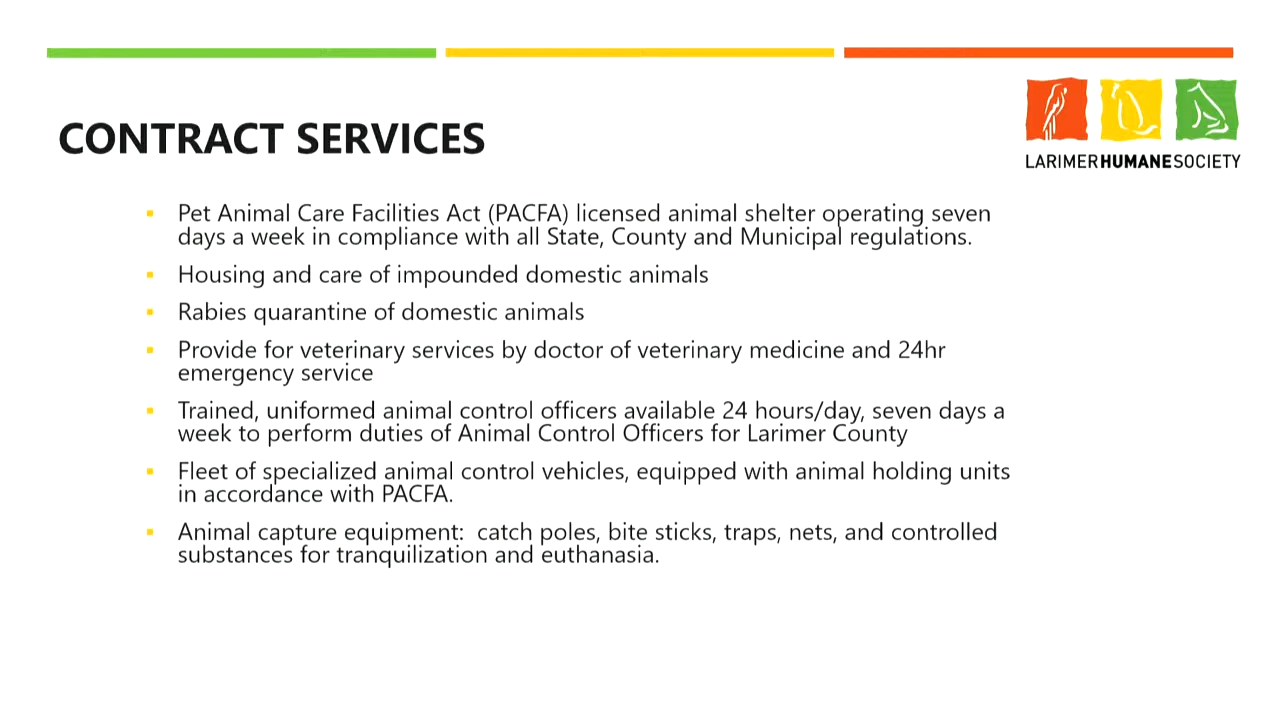 LARIMERHUMANESOCIETY
CONTRACT SERVICES
Pet Animal Care Facilities Act (PACFA) licensed animal shelter operating seven
days a week in compliance with all State, County and Municipal regulations.
Housing and care of impounded domestic animals
Rabies quarantine of domestic animals
Provide for veterinary services by doctor of veterinary medicine and 24hr
emergency service
Trained, uniformed animal control officers available 24 hours/day, seven days a
week to perform duties of Animal Control Officers for Larimer County
Fleet of specialized animal control vehicles, equipped with animal holding units
in accordance with PACFA.
Animal capture equipment:  catch poles, bite sticks, traps, nets, and controlled
substances for tranquilization and euthanasia.